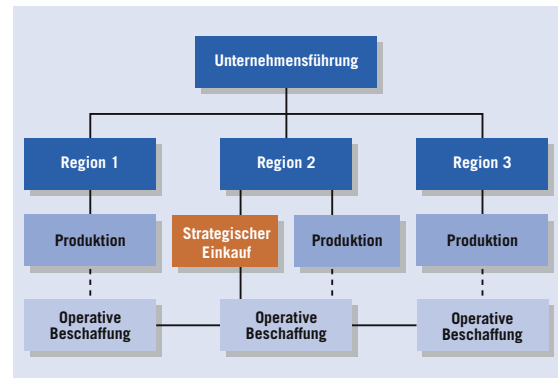 Unternehmensführung
Region 1
Region 2
Region 3
Produktion
Strategischer
Einkauf
Produktion
Produktion
Operative
Beschaffung
Operative
Beschaffung
Operative
Beschaffung